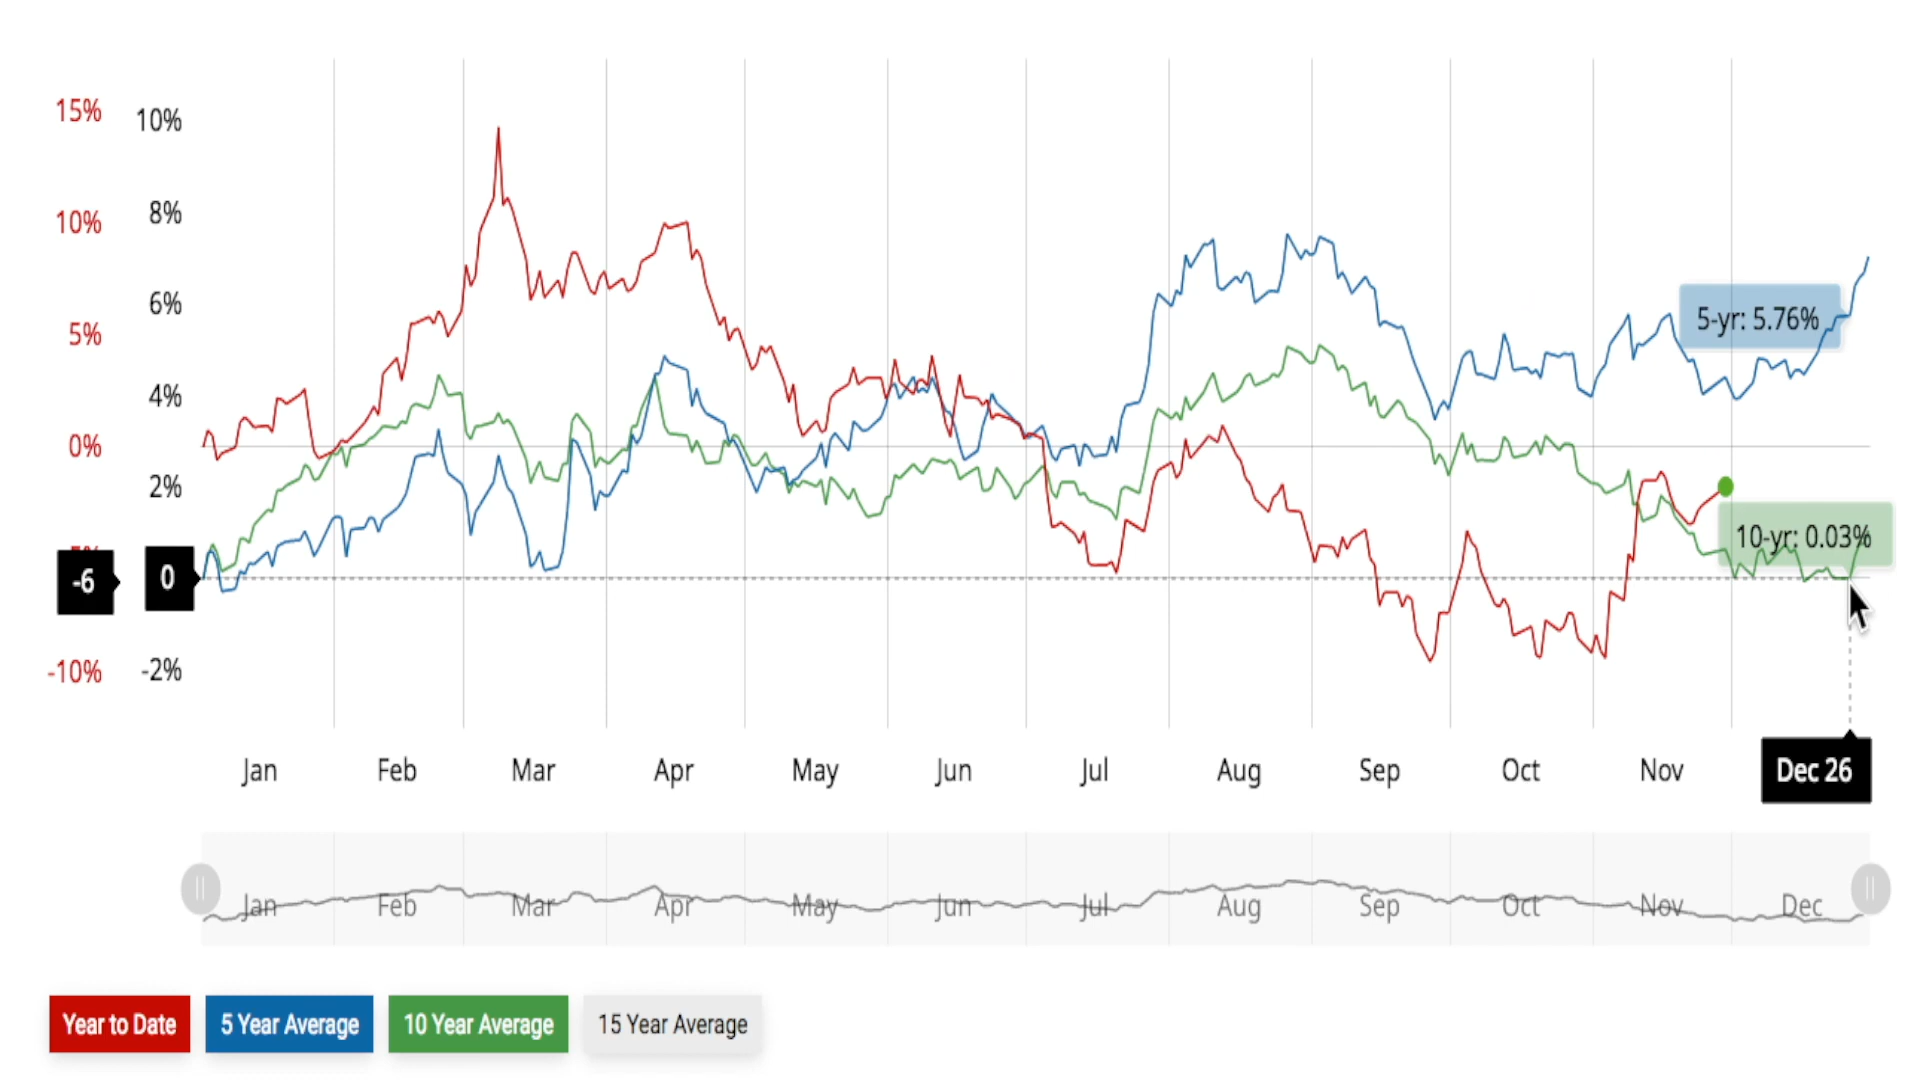 15%
10%
10%
8%
6%
5%
4%
0%
2%
-6
0
-10%
-2%
5-yr: 5.76%
10-yr: 0.03%
Jan Feb Mar Apr May Jun Jul Aug Sep Oct Nov Dec 26
Jan Feb Mar Apr May Jun Jul Aug Sep Oct Nov Dec
Year to Date 5 Year Average 10 Year Average 15 Year Average